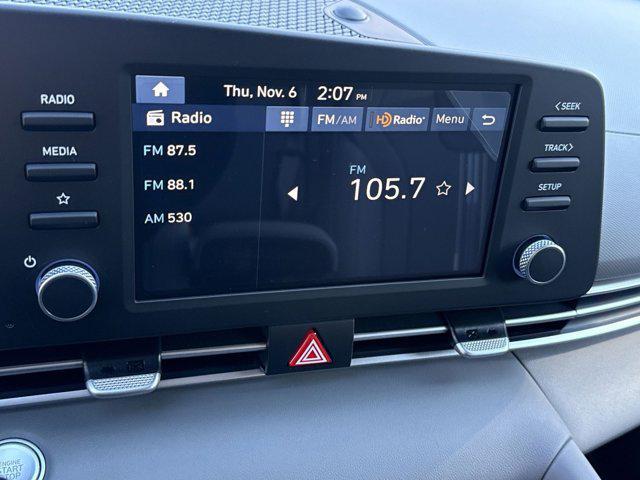 Thu, Nov. 6 2:07 PM
Radio FM/AM HD Radio Menu
FM 87.5
FM 88.1
AM 530
FM
105.7
RADIO
MEDIA
<SEEK
TRACK>
SETUP
ENGINE
START
STOP